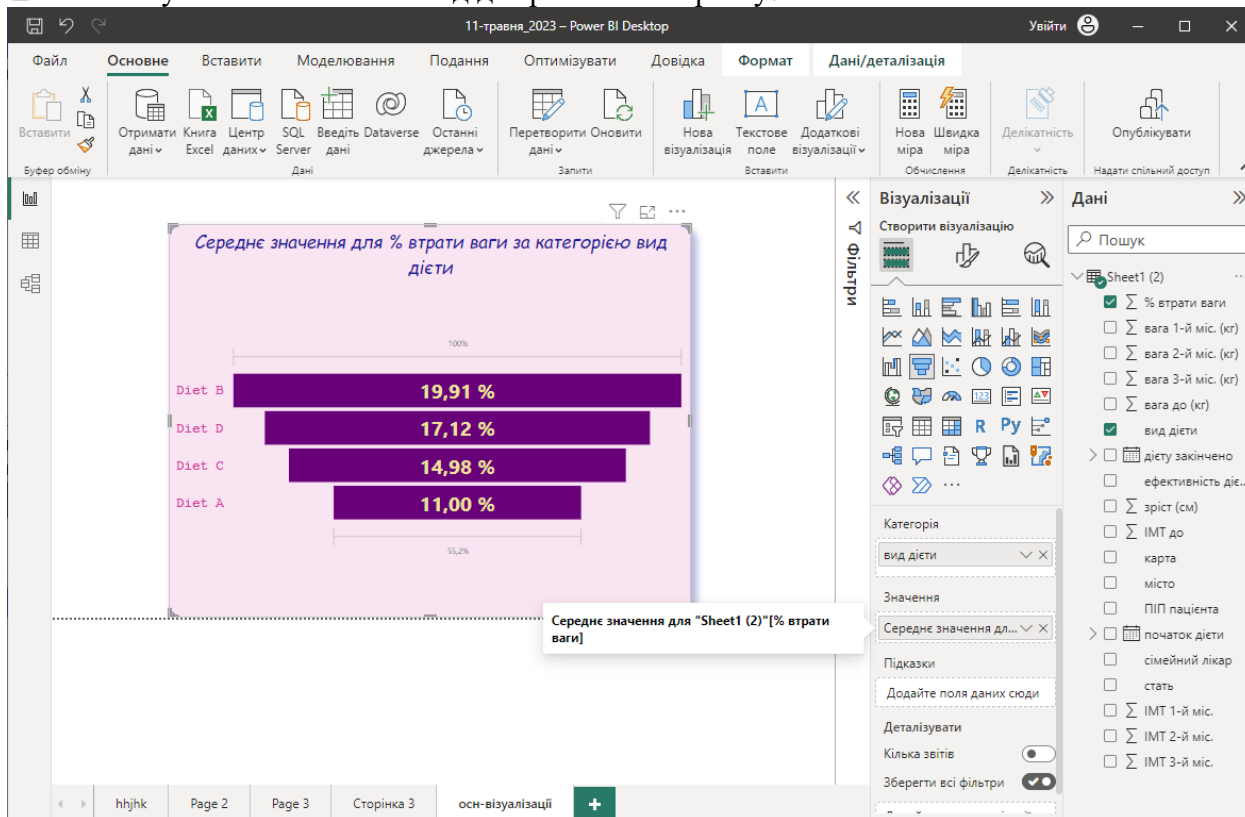 11-травня_2023 – Power BI Desktop
Увійти
Файл Основне Вставити Моделювання Подання Оптимізувати Довідка Формат Дані/деталізація
Вставити
Отримати дані
Книга Excel
Центр даних
SQL Server
Введіть дані
Dataverse
Останні джерела
Перетворити дані
Оновити
Нова візуалізація
Текстове поле
Додаткові візуалізації
Нова міра
Швидка міра
Делікатність
Опублікувати
Буфер обміну
Дані
Запити
Вставити
Обчислення
Делікатність
Надати спільний доступ
Середнє значення для % втрати ваги за категорією вид
дієти
100%
Diet B 19,91 %
Diet D 17,12 %
Diet C 14,98 %
Diet A 11,00 %
55,2%
Середнє значення для "Sheet1 (2)"[% втрати
ваги]
Фільтри
Візуалізації
Створити візуалізацію
123
R Py
Категорія
вид дієти
Значення
Середнє значення дл...
Підказки
Додайте поля даних сюди
Деталізувати
Кілька звітів
Зберегти всі фільтри
Дані
Пошук
Sheet1 (2)
% втрати ваги
вага 1-й міс. (кг)
вага 2-й міс. (кг)
вага 3-й міс. (кг)
вага до (кг)
вид дієти
дієту закінчено
ефективність діє...
зріст (см)
ІМТ до
карта
місто
ПІП пацієнта
початок дієти
сімейний лікар
стать
ІМТ 1-й міс.
ІМТ 2-й міс.
ІМТ 3-й міс.
hhjhk Page 2 Page 3 Сторінка 3 осн-візуалізації